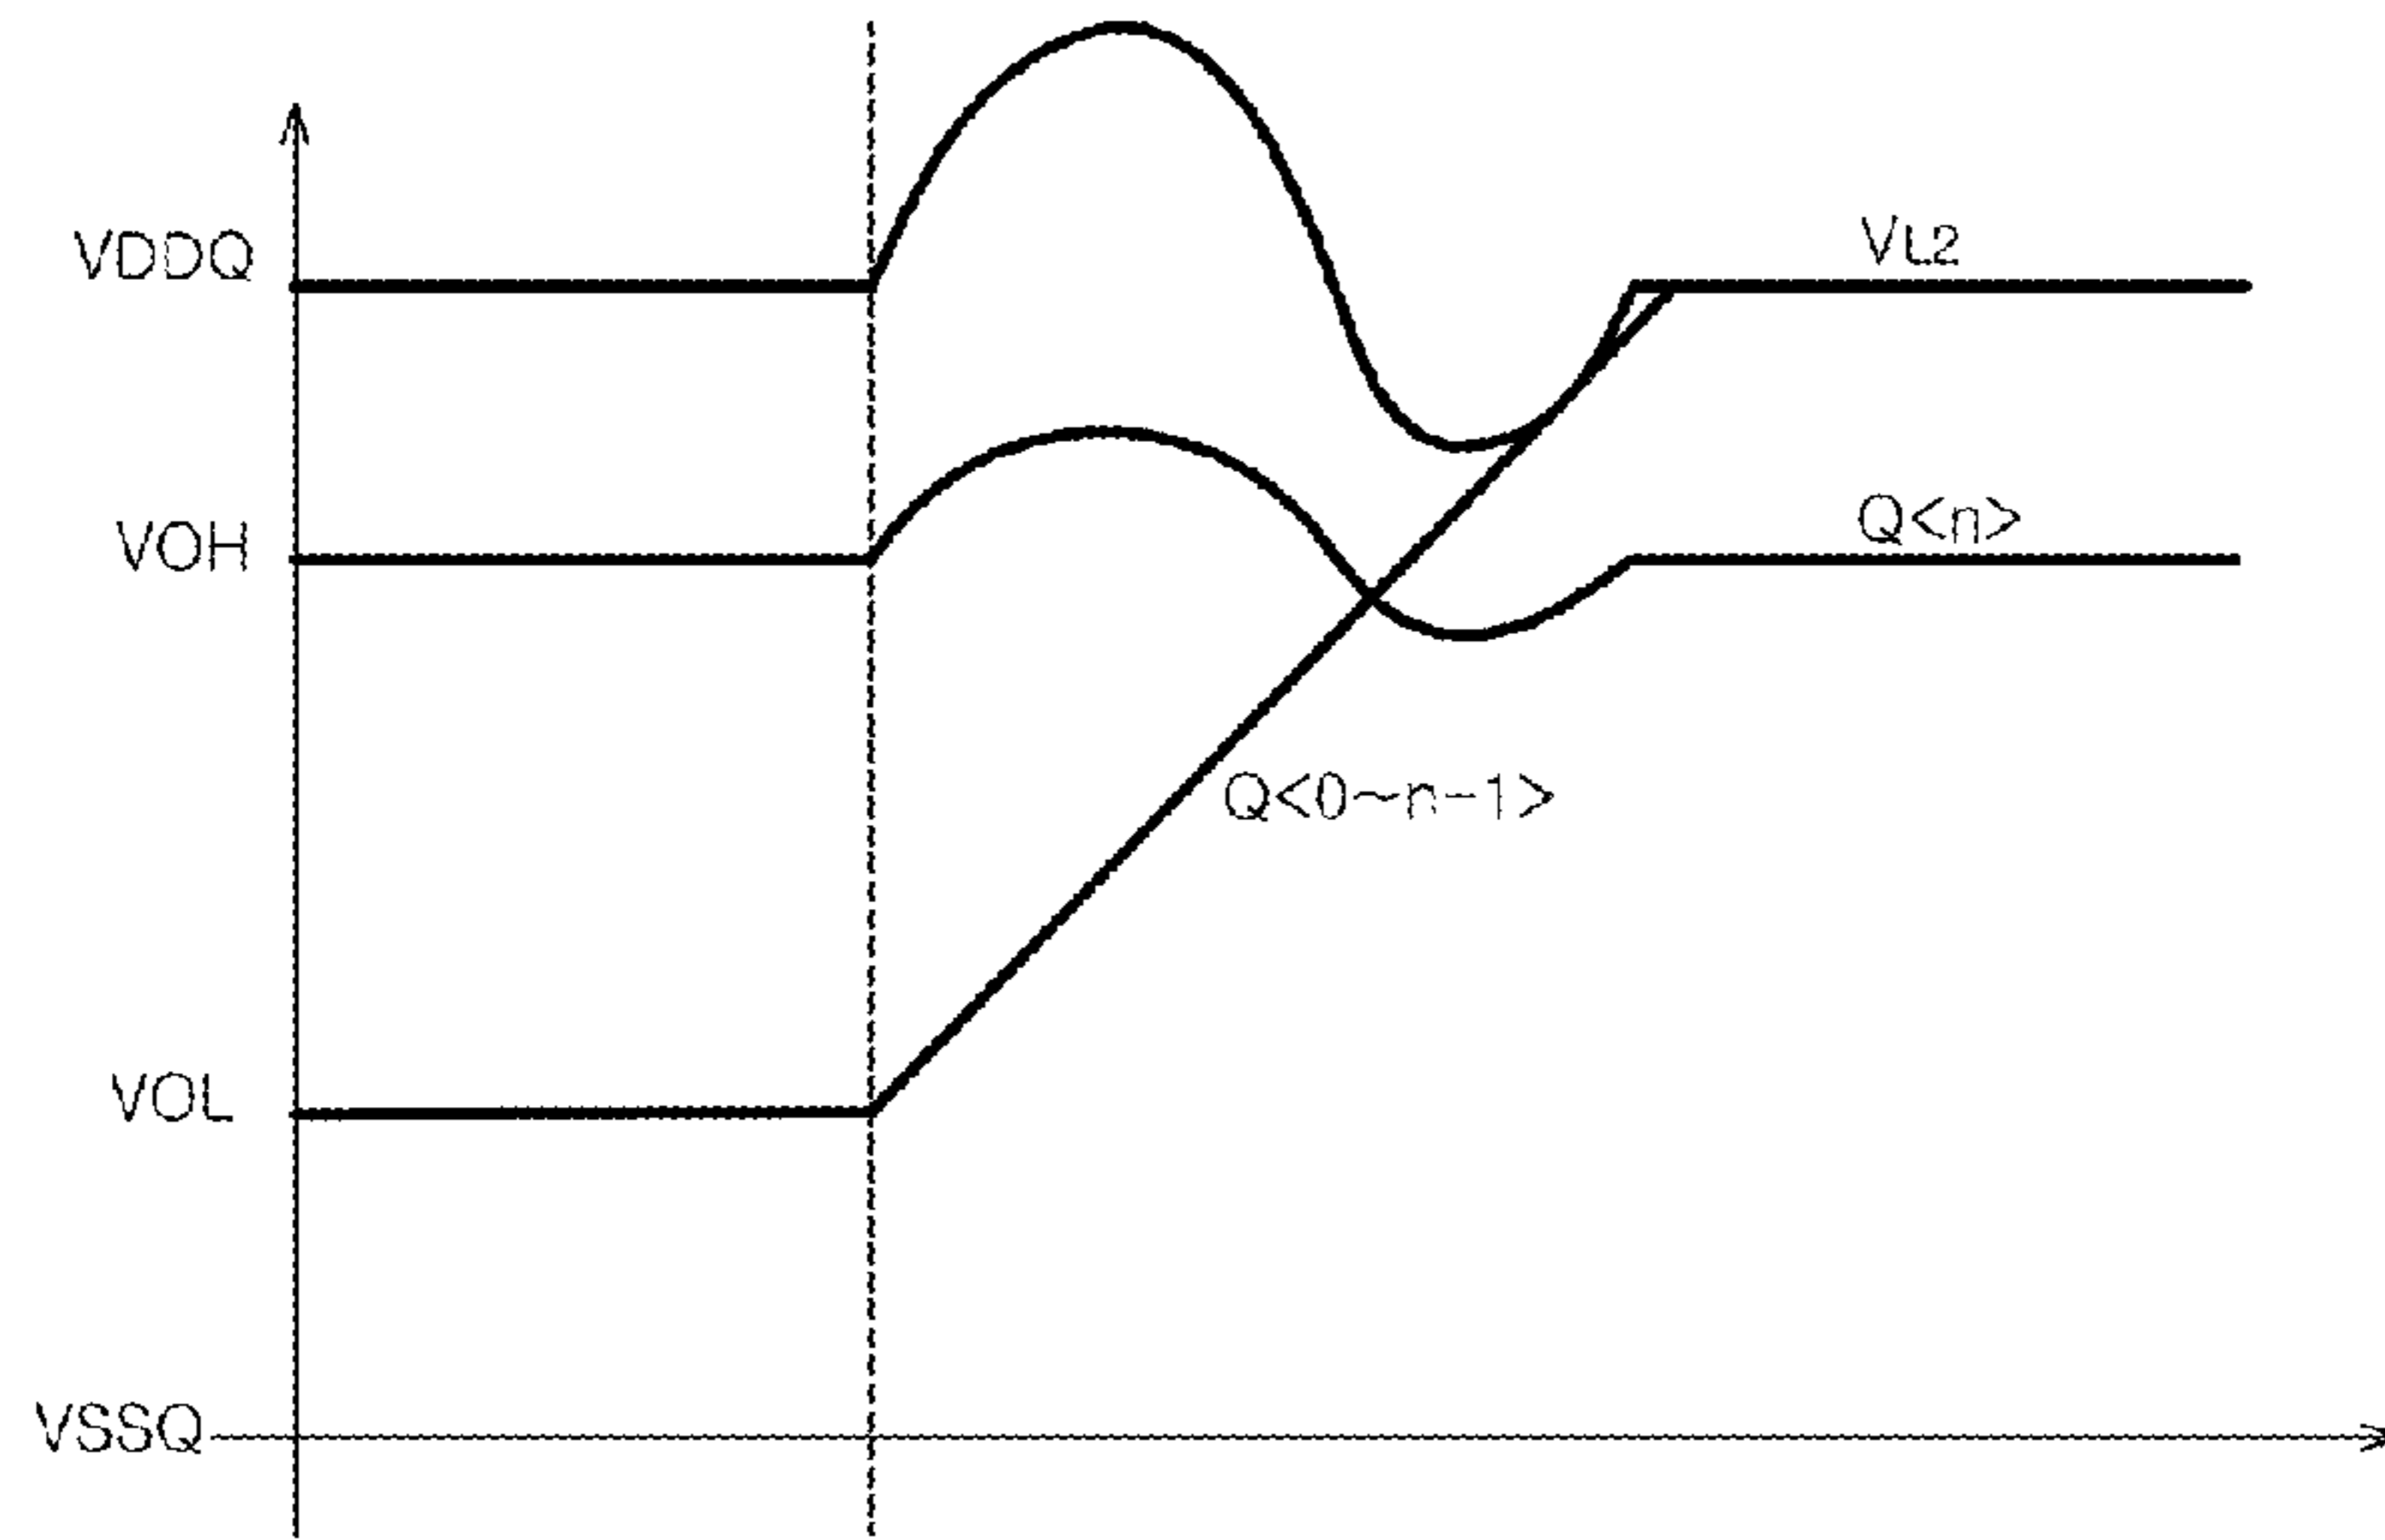 VDDQ
VL2
VOH
Q<n>
Q<0~n-1>
VOL
VSSQ